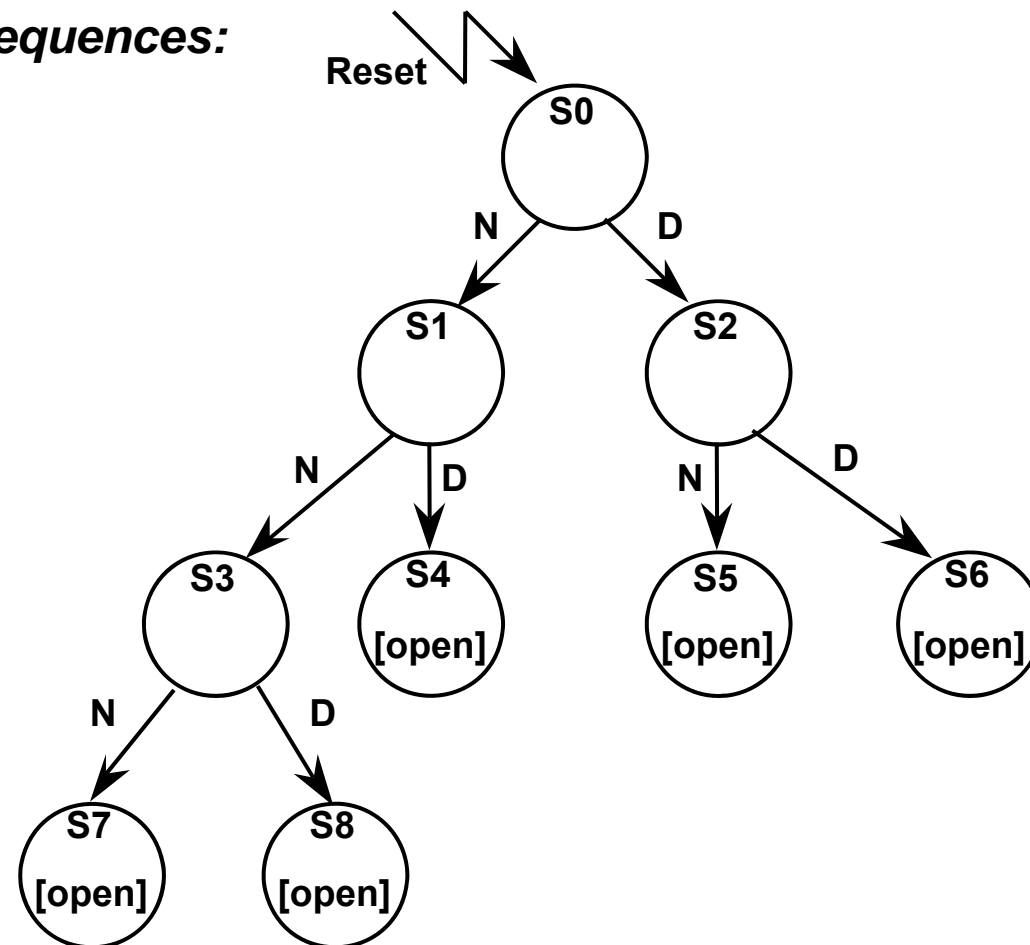 equences:
Reset
S0
N D
S1 S2
N D N D
S3 S4 S5 S6
[open] [open] [open]
N D
S7 S8
[open] [open]